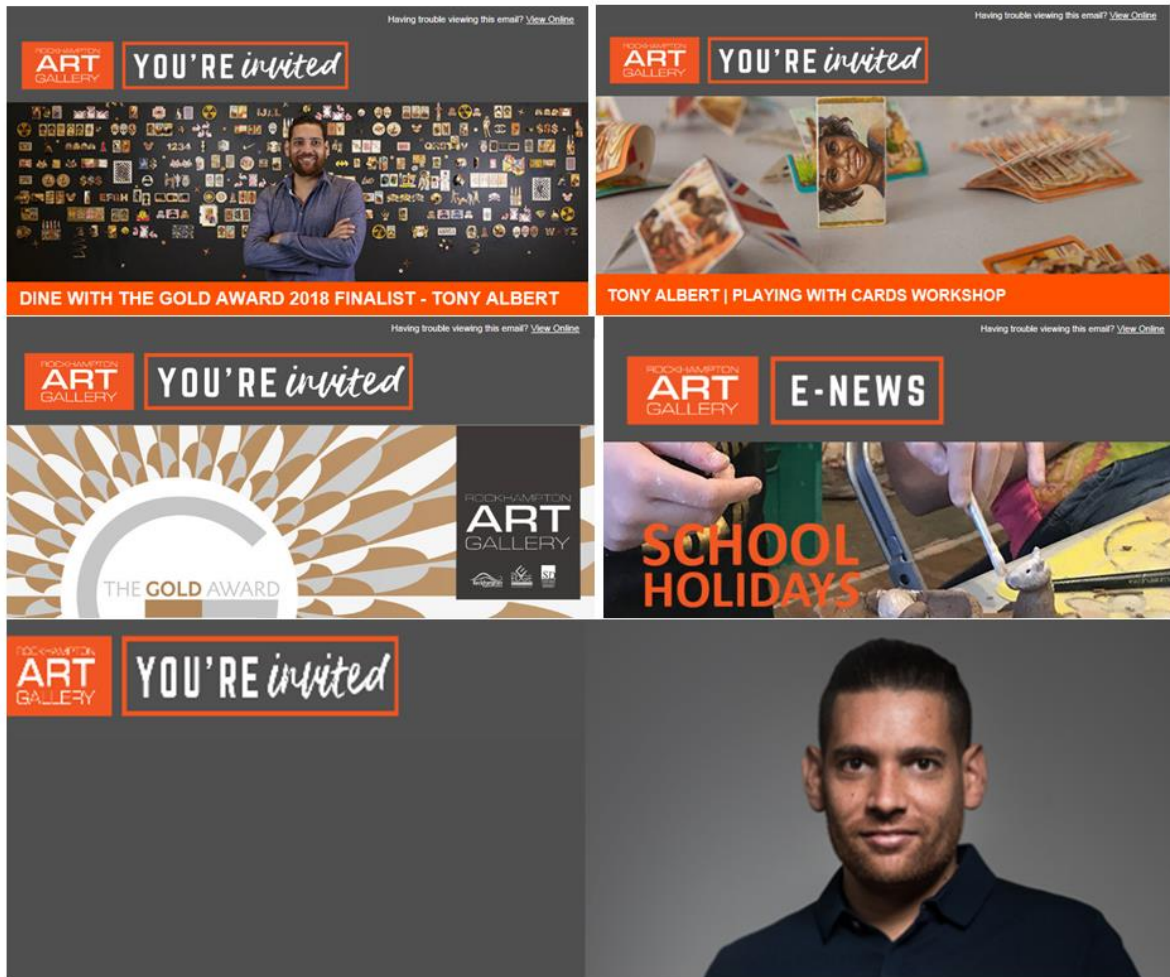 Having trouble viewing this email? View Online
ROCKHAMPTON
ART
GALLERY
YOU'RE invited
DINE WITH THE GOLD AWARD 2018 FINALIST - TONY ALBERT
Having trouble viewing this email? View Online
ROCKHAMPTON
ART
GALLERY
YOU'RE invited
TONY ALBERT | PLAYING WITH CARDS WORKSHOP
Having trouble viewing this email? View Online
ROCKHAMPTON
ART
GALLERY
YOU'RE invited
THE GOLD AWARD
ROCKHAMPTON
ART
GALLERY
Having trouble viewing this email? View Online
ROCKHAMPTON
ART
GALLERY
E-NEWS
SCHOOL
HOLIDAYS
ROCKHAMPTON
ART
GALLERY
YOU'RE invited